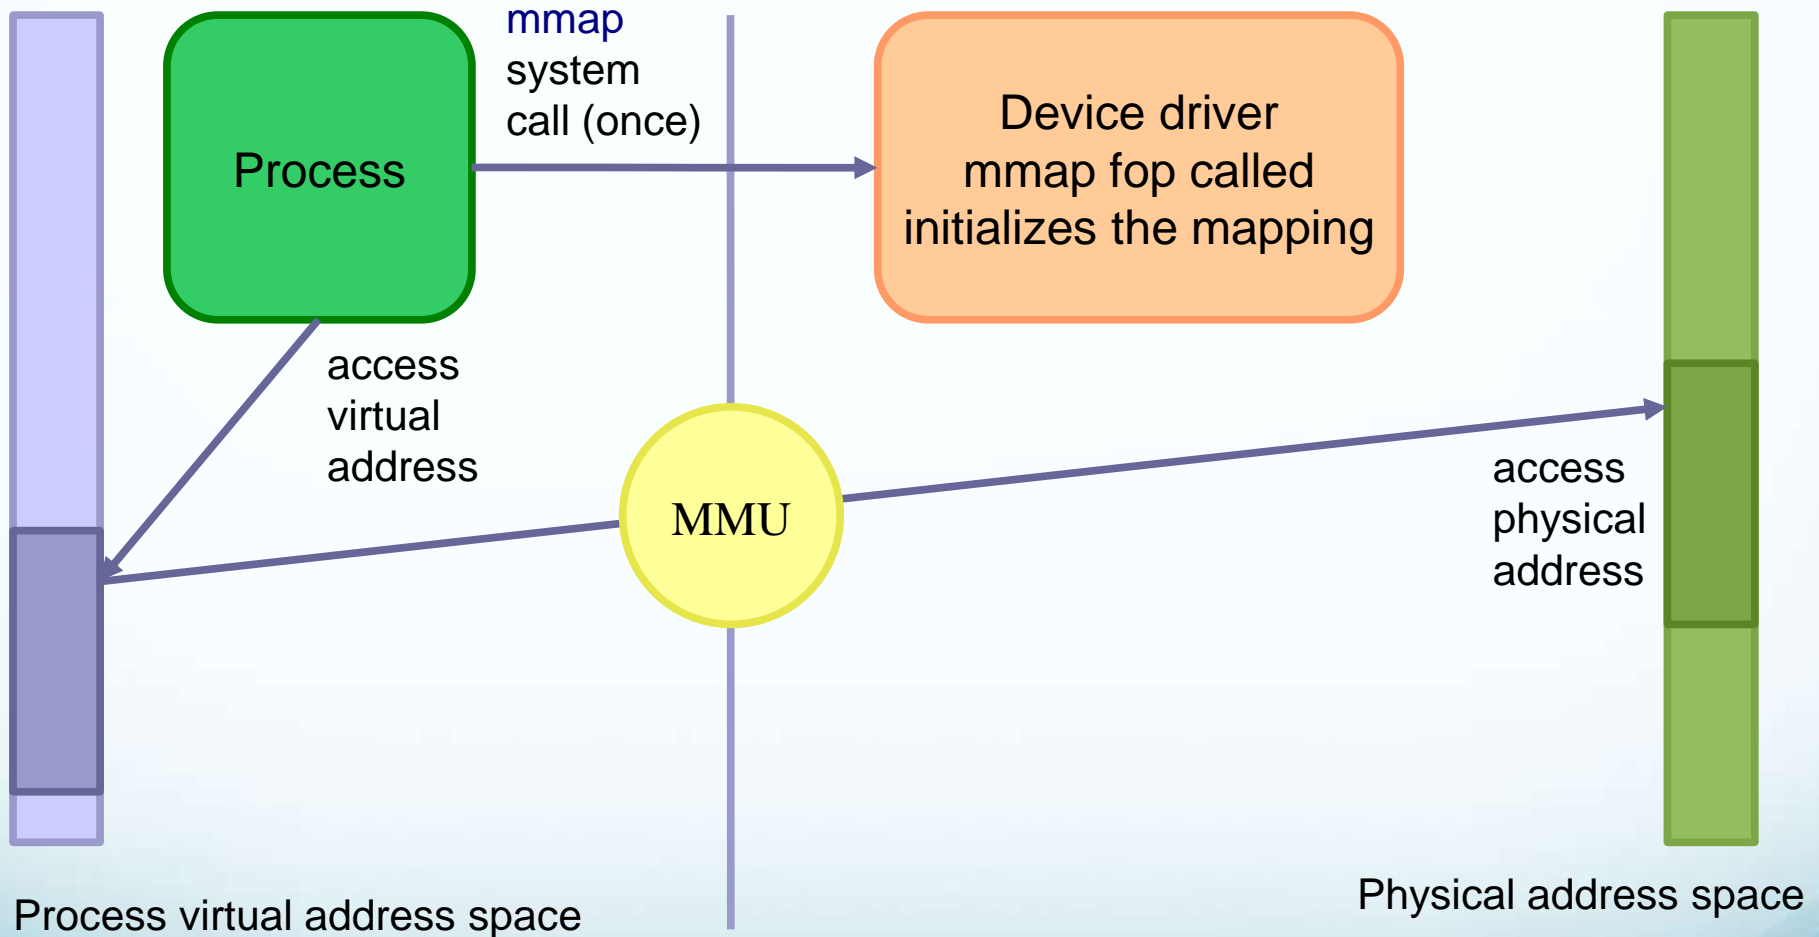 mmap
system
call (once)
Process
Device driver
mmap fop called
initializes the mapping
access
virtual
address
MMU
access
physical
address
Process virtual address space
Physical address space